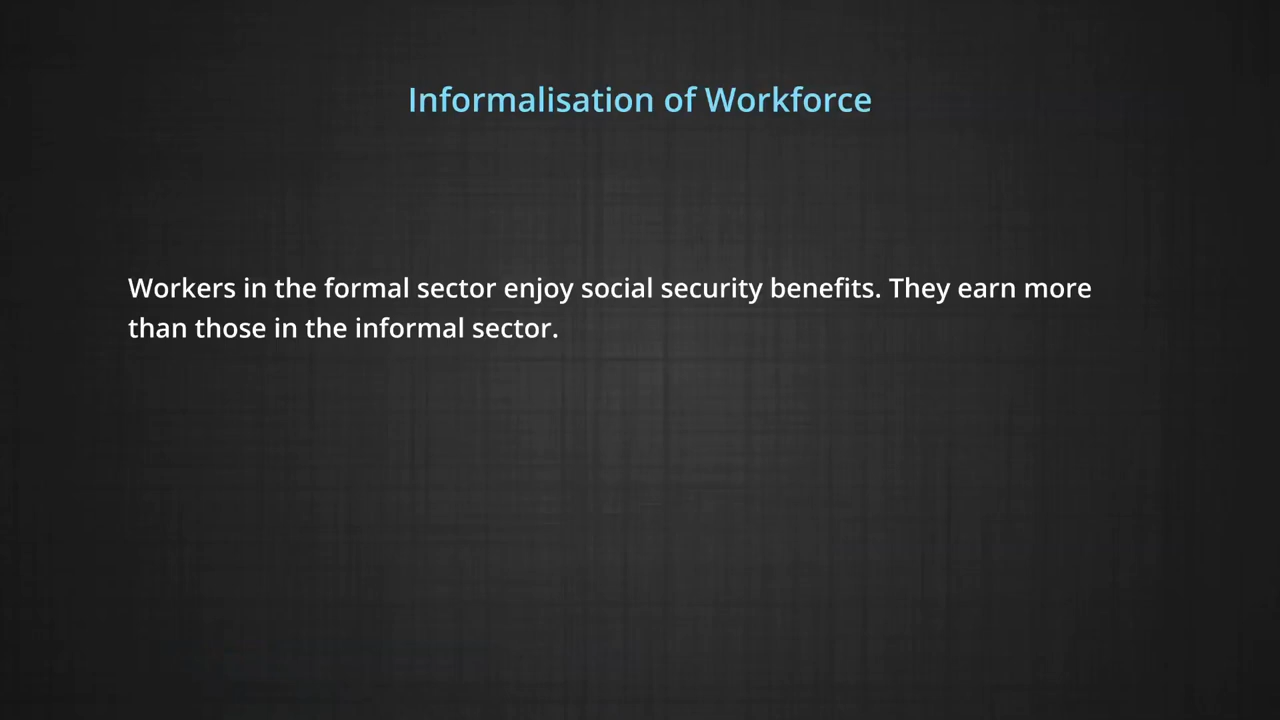 Informalisation of Workforce
Workers in the formal sector enjoy social security benefits. They earn more
than those in the informal sector.